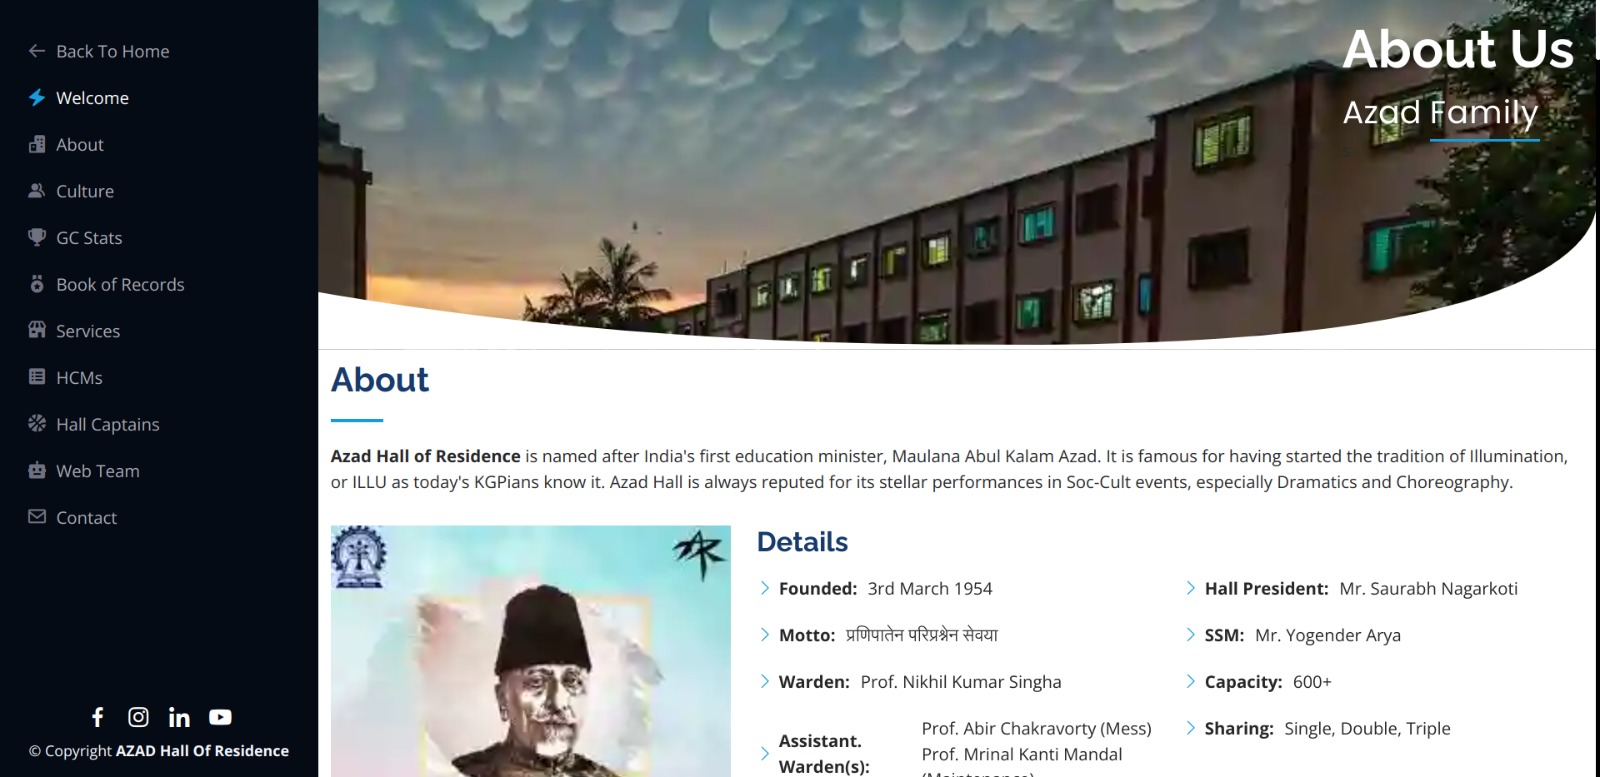 Back To Home
Welcome
About
Culture
GC Stats
Book of Records
Services
HCMs
Hall Captains
Web Team
Contact
© Copyright AZAD Hall Of Residence
About Us
Azad Family
About
Azad Hall of Residence is named after India's first education minister, Maulana Abul Kalam Azad. It is famous for having started the tradition of Illumination,
or ILLU as today's KGPians know it. Azad Hall is always reputed for its stellar performances in Soc-Cult events, especially Dramatics and Choreography.
Details
Founded: 3rd March 1954
Motto: प्रणिपातेन परिप्रश्नेन सेवया
Warden: Prof. Nikhil Kumar Singha
Assistant. Warden(s):
Prof. Abir Chakravorty (Mess)
Prof. Mrinal Kanti Mandal
(Maintenance)
Hall President: Mr. Saurabh Nagarkoti
SSM: Mr. Yogender Arya
Capacity: 600+
Sharing: Single, Double, Triple